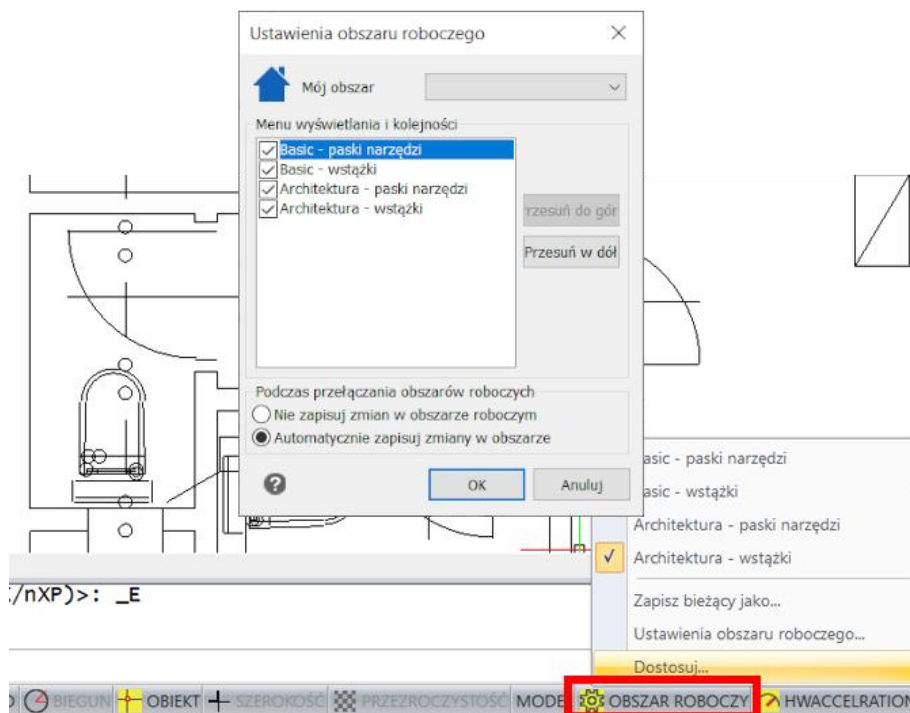 Ustawienia obszaru roboczego
Mój obszar
Menu wyświetlania i kolejności
Basic - paski narzędzi
Basic - wstążki
Architektura - paski narzędzi
Architektura - wstążki
rzesuń do gór
Przesuń w dół
Podczas przełączania obszarów roboczych
Nie zapisuj zmian w obszarze roboczym
Automatycznie zapisuj zmiany w obszarze
OK
Anuluj
asic - paski narzędzi
asic - wstążki
Architektura - paski narzędzi
Architektura - wstążki
Zapisz bieżący jako...
Ustawienia obszaru roboczego...
Dostosuj...
/nXP)>: _E
BIEGUN OBIEKT SZEROKOŚĆ PRZEZROCZYSTOŚĆ MODE OBSZAR ROBOCZY HWACCELRATION